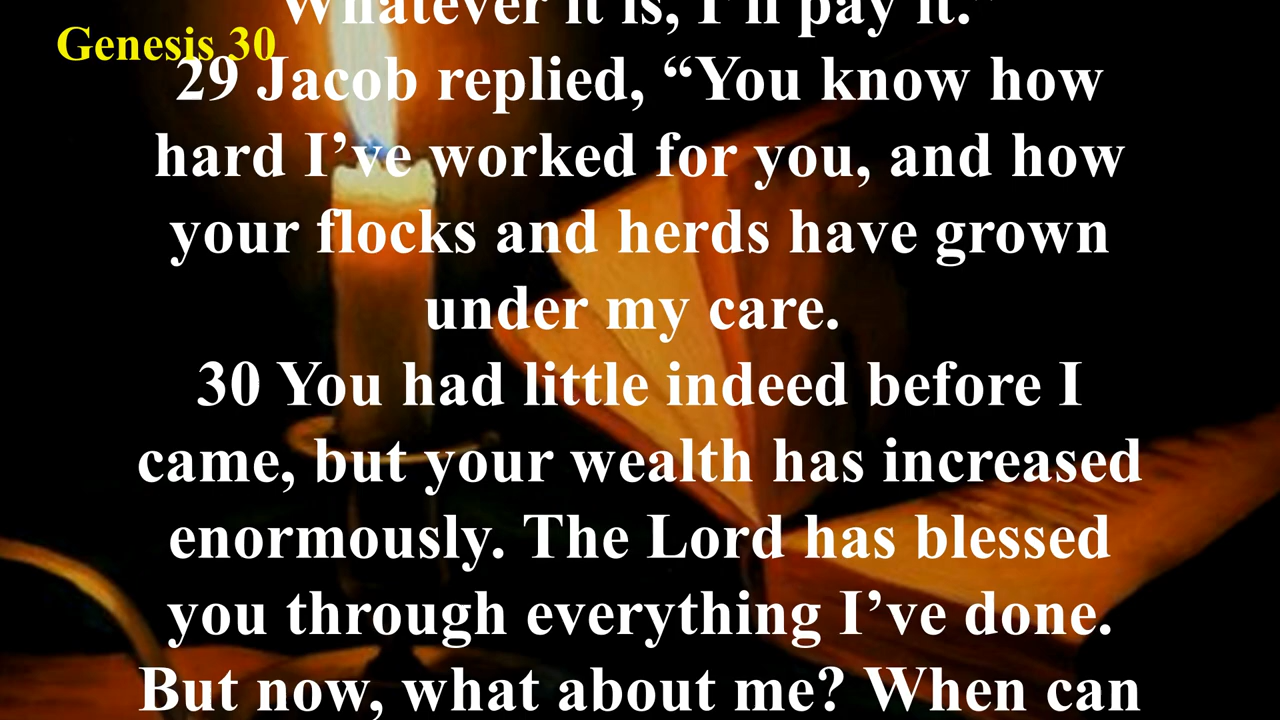 Whatever it is, I’ll pay it.”
Genesis 30
29 Jacob replied, “You know how
hard I’ve worked for you, and how
your flocks and herds have grown
under my care.
30 You had little indeed before I
came, but your wealth has increased
enormously. The Lord has blessed
you through everything I’ve done.
But now, what about me? When can